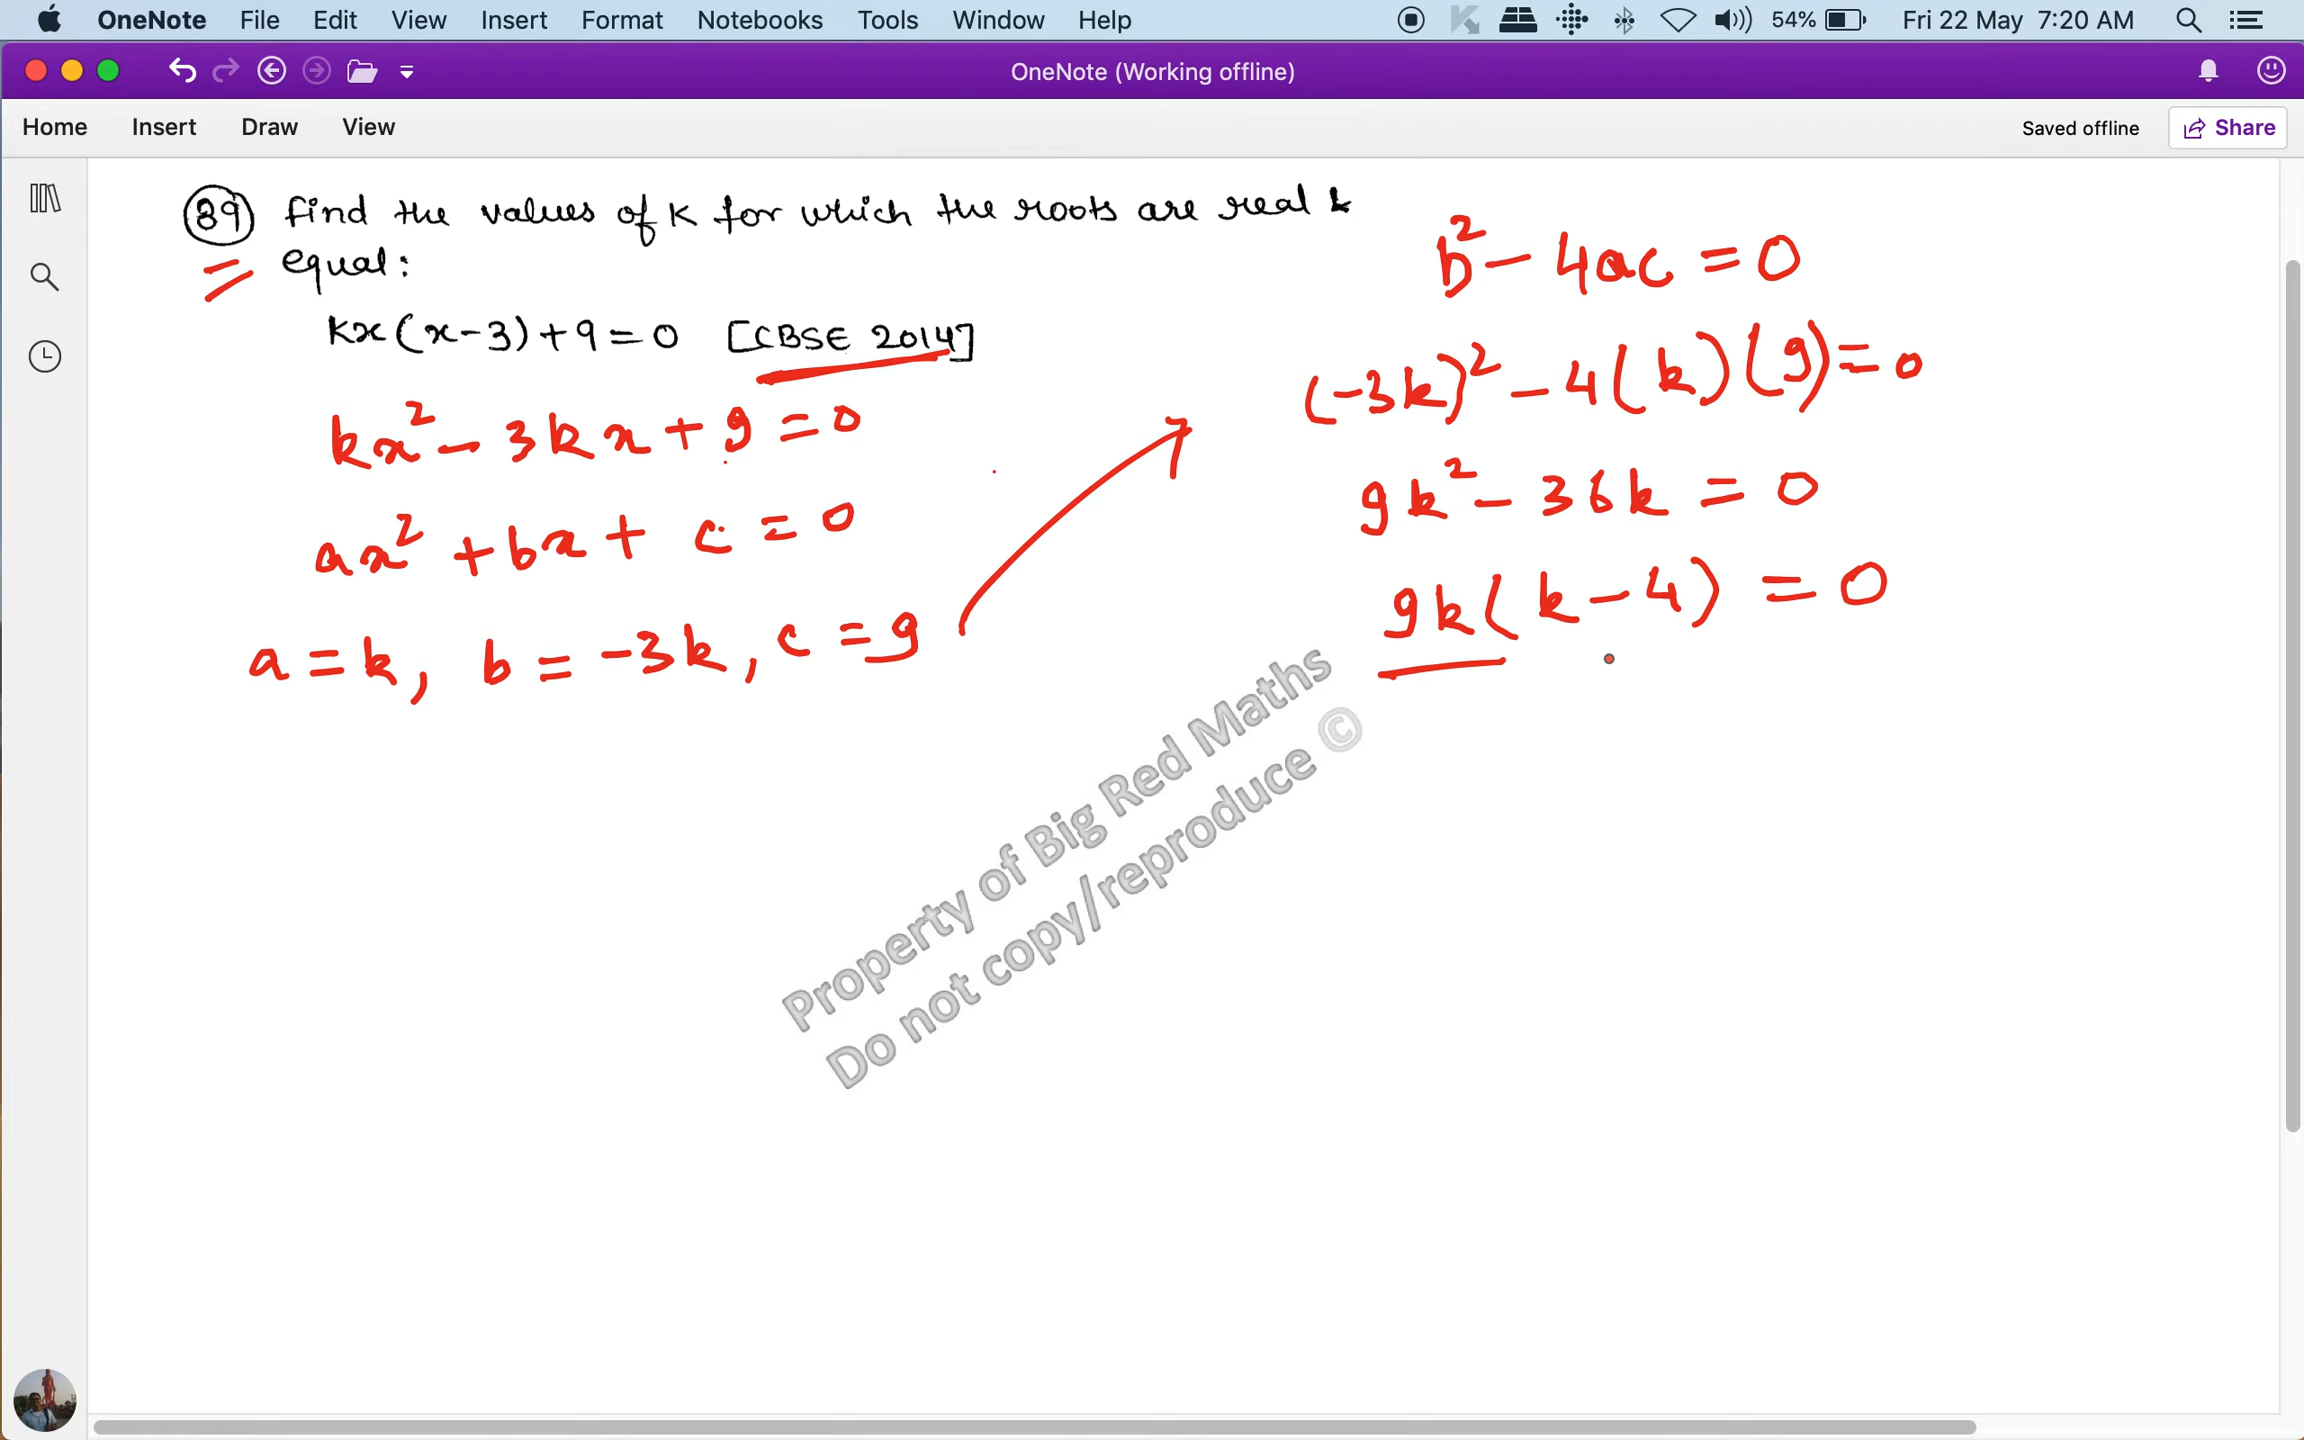 OneNote File Edit View Insert Format Notebooks Tools Window Help 54% Fri 22 May 7:20 AM
OneNote (Working offline)
Home Insert Draw View Saved offline Share
89 find the values of K for which the roots are real &
equal:
kx(x-3)+9=0 [CBSE 2014]
kx² - 3kx + 9 = 0
ax² + bx + c = 0
a = k, b = -3k, c = 9
b² - 4ac = 0
(-3k)² - 4(k)(9) = 0
9k² - 36k = 0
9k(k-4) = 0
Property of Big Red Maths
Do not copy/reproduce ©